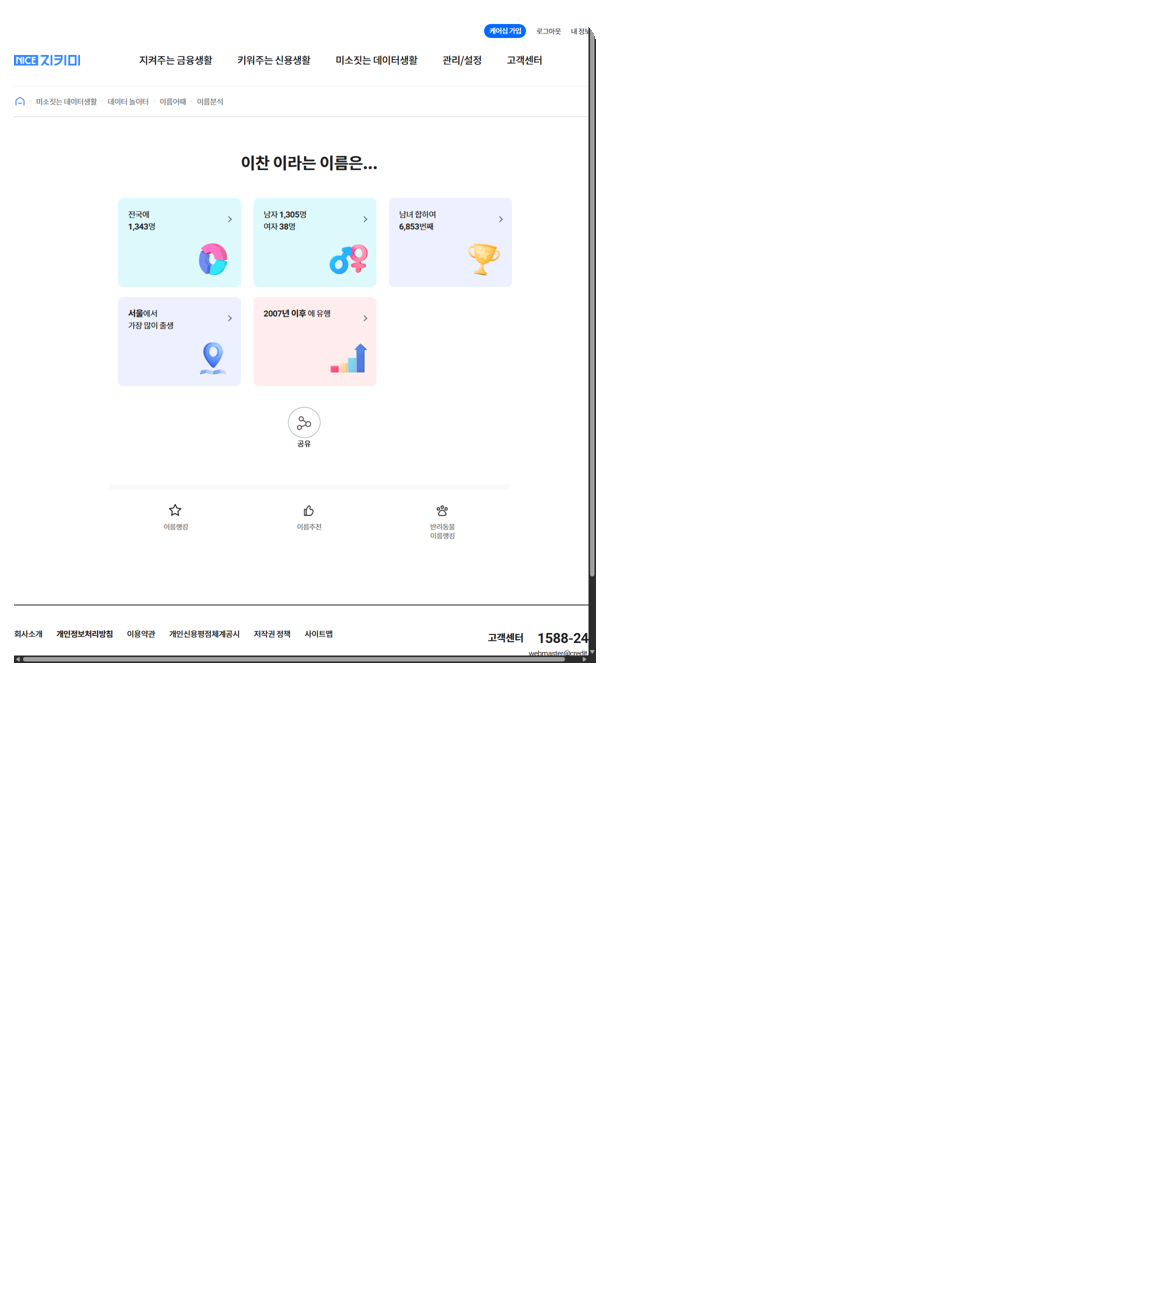 케어십 가입
로그아웃
내 정보
NICE 지키미
지켜주는 금융생활
키워주는 신용생활
미소짓는 데이터생활
관리/설정
고객센터
미소짓는 데이터생활
데이터 놀이터
이름어때
이름분석
이찬 이라는 이름은...
전국에
1,343명
남자 1,305명
여자 38명
남녀 합하여
6,853번째
서울에서
가장 많이 출생
2007년 이후 에 유행
공유
이름랭킹
이름추천
반려동물
이름랭킹
회사소개
개인정보처리방침
이용약관
개인신용평점체계공시
저작권 정책
사이트맵
고객센터 1588-24
webmaster@credit